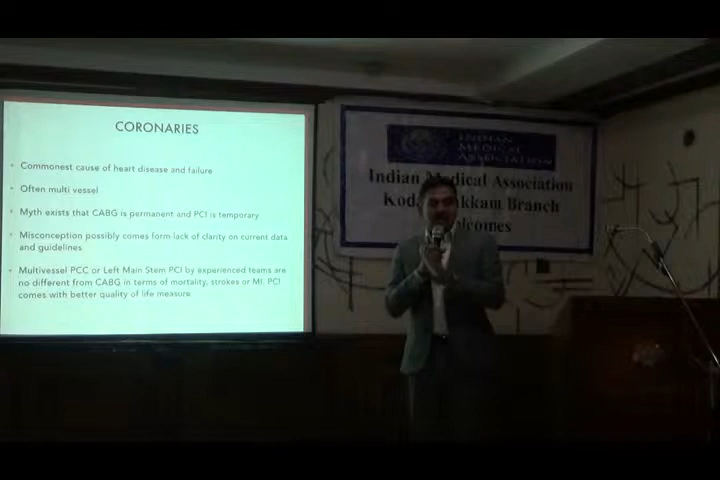 CORONARIES
• Commonest cause of heart disease and failure
• Often multi vessel
• Myth exists that CABG is permanent and PCI is temporary
• Misconception possibly comes form lack of clarity on current data
and guidelines
• Multivessel PCC or Left Main Stem PCI by experienced teams are
no different from CABG in terms of mortality, strokes or MI. PCI
comes with better quality of life measure
INDIAN
MEDICAL
ASSOCIATION
Indian Medical Association
Branch